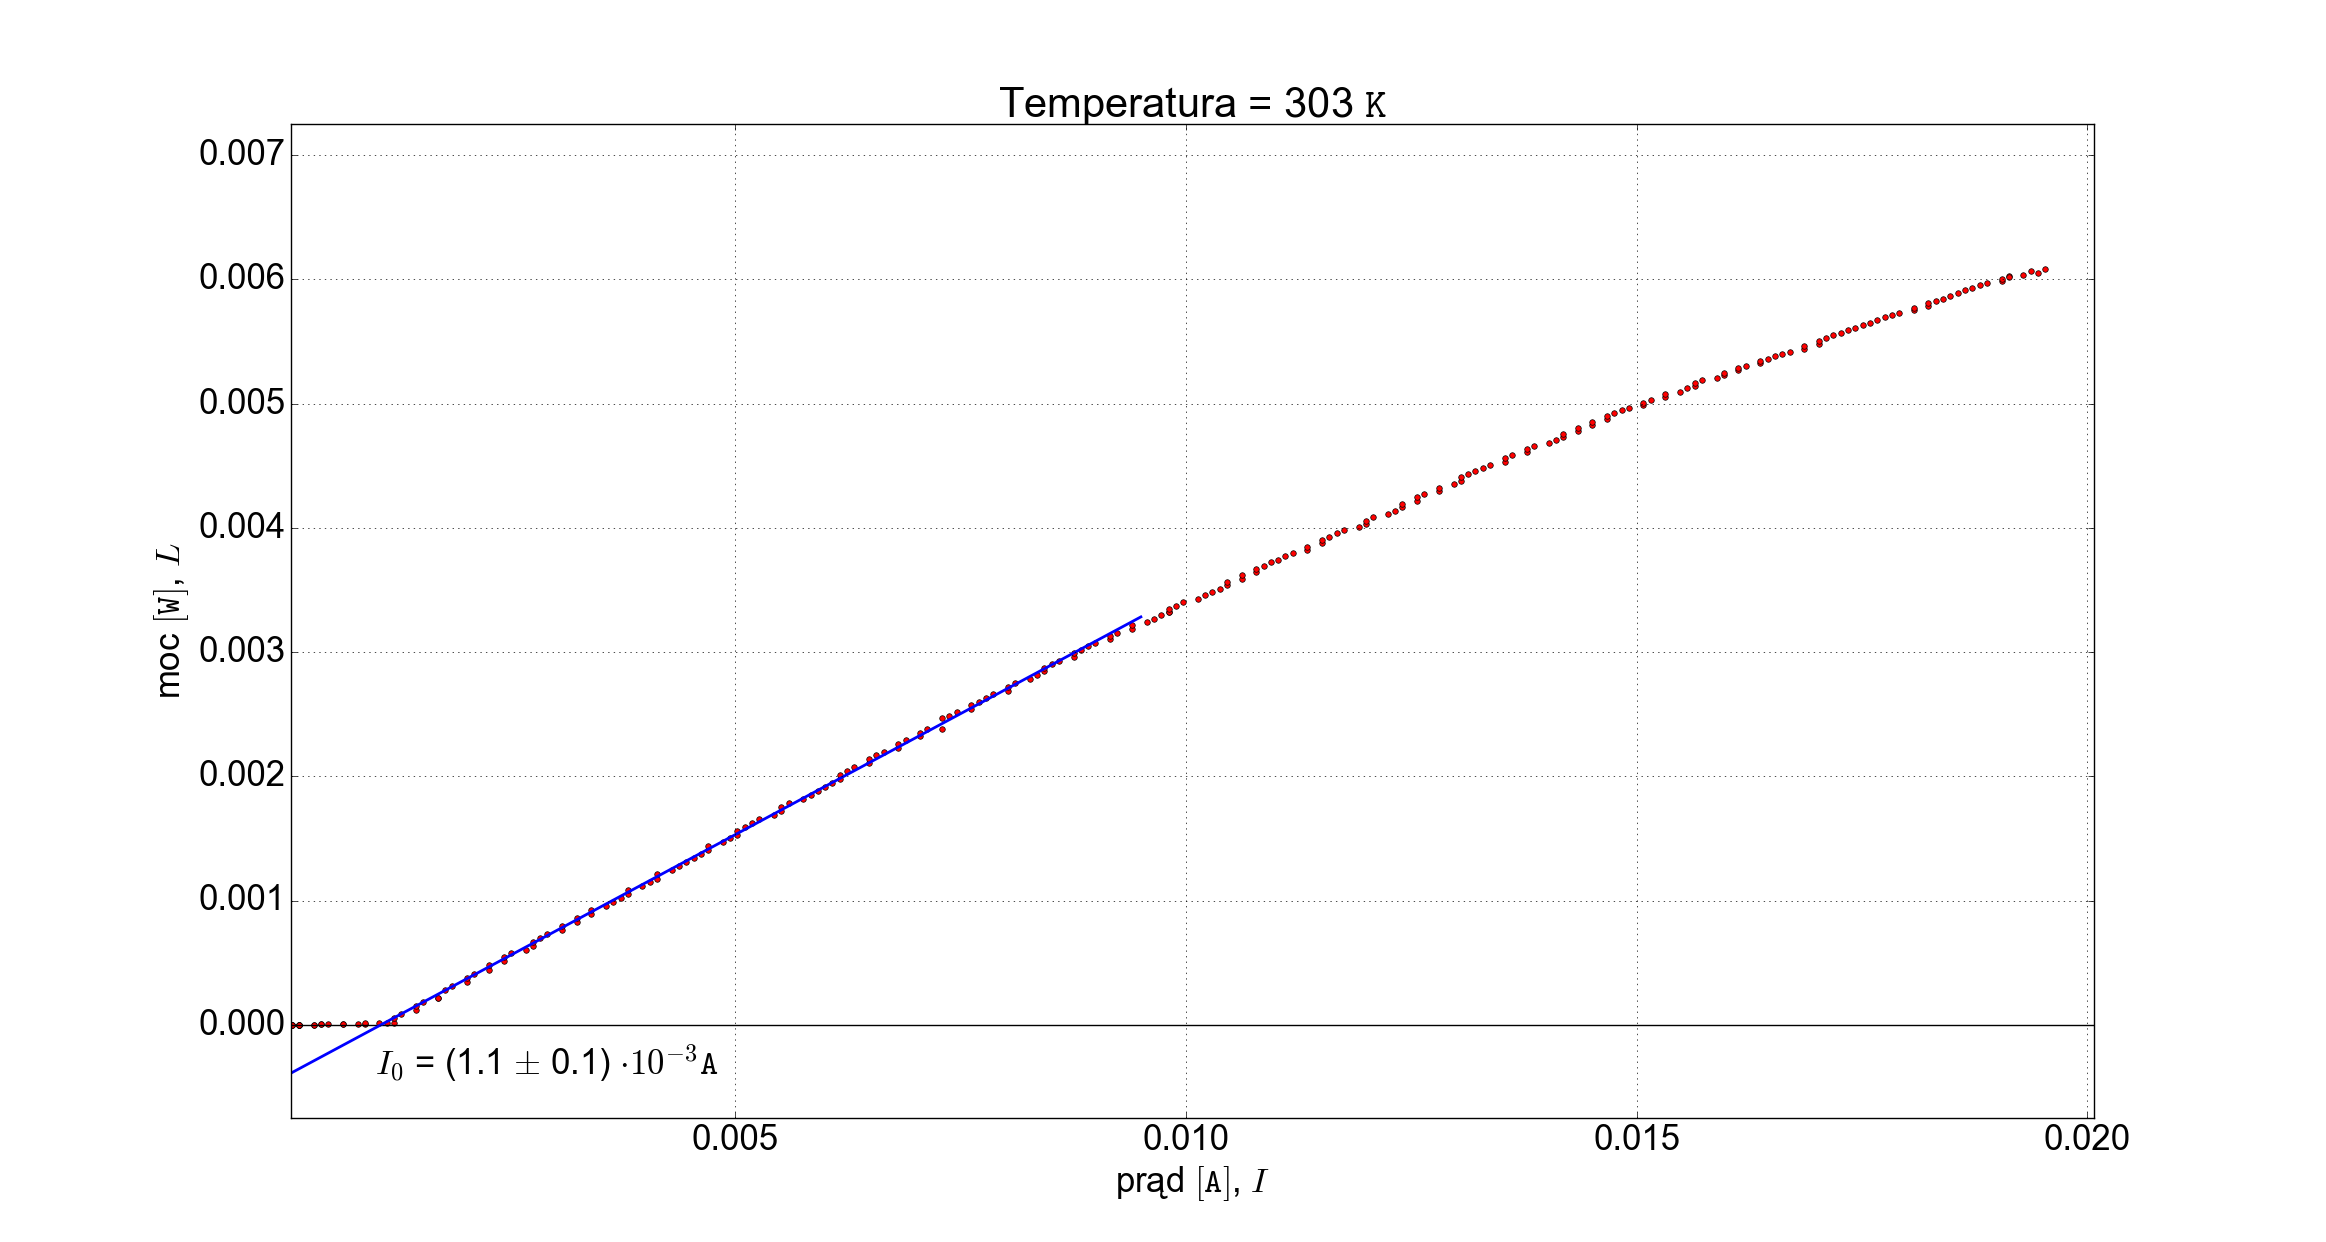 Temperatura = 303 K
0.007
0.006
0.005
0.004
0.003
0.002
0.001
0.000
moc [W], L
I₀ = (1.1 ± 0.1) ·10⁻³A
0.005 0.010 0.015 0.020
prąd [A], I